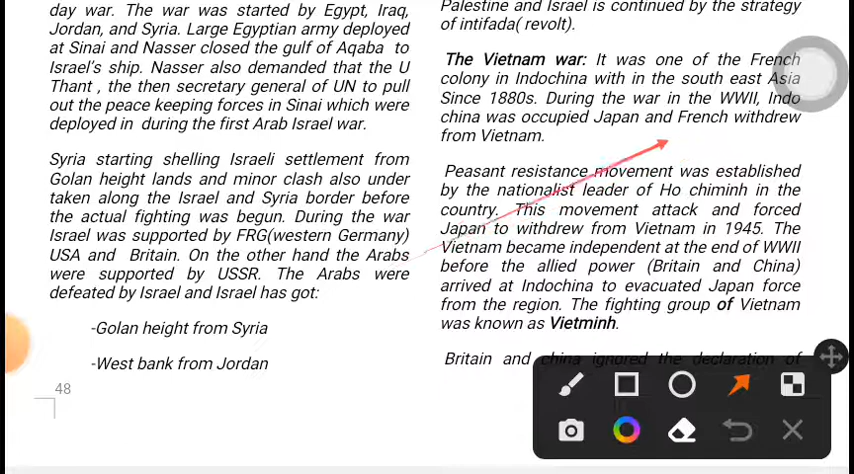 day war. The war was started by Egypt, Iraq,
Jordan, and Syria. Large Egyptian army deployed
at Sinai and Nasser closed the gulf of Aqaba to
Israel's ship. Nasser also demanded that the U
Thant , the then secretary general of UN to pull
out the peace keeping forces in Sinai which were
deployed in during the first Arab Israel war.
Syria starting shelling Israeli settlement from
Golan height lands and minor clash also under
taken along the Israel and Syria border before
the actual fighting was begun. During the war
Israel was supported by FRG(western Germany)
USA and Britain. On the other hand the Arabs
were supported by USSR. The Arabs were
defeated by Israel and Israel has got:
-Golan height from Syria
-West bank from Jordan
48
Palestine and Israel is continued by the strategy
of intifada( revolt).
The Vietnam war: It was one of the French
colony in Indochina with in the south east Asia
Since 1880s. During the war in the WWII, Indo
china was occupied Japan and French withdrew
from Vietnam.
Peasant resistance movement was established
by the nationalist leader of Ho chiminh in the
country. This movement attack and forced
Japan to withdrew from Vietnam in 1945. The
Vietnam became independent at the end of WWII
before the allied power (Britain and China)
arrived at Indochina to evacuated Japan force
from the region. The fighting group of Vietnam
was known as Vietminh.
Britain and china ignored the declaration of